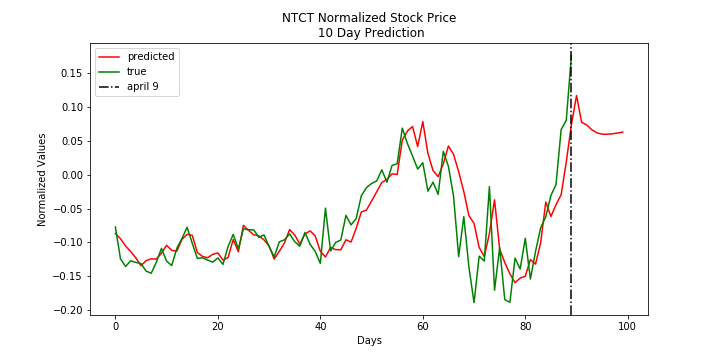 NTCT Normalized Stock Price
10 Day Prediction
predicted
true
april 9
Normalized Values
0.15
0.10
0.05
0.00
−0.05
−0.10
−0.15
−0.20
0
20
40
60
80
100
Days